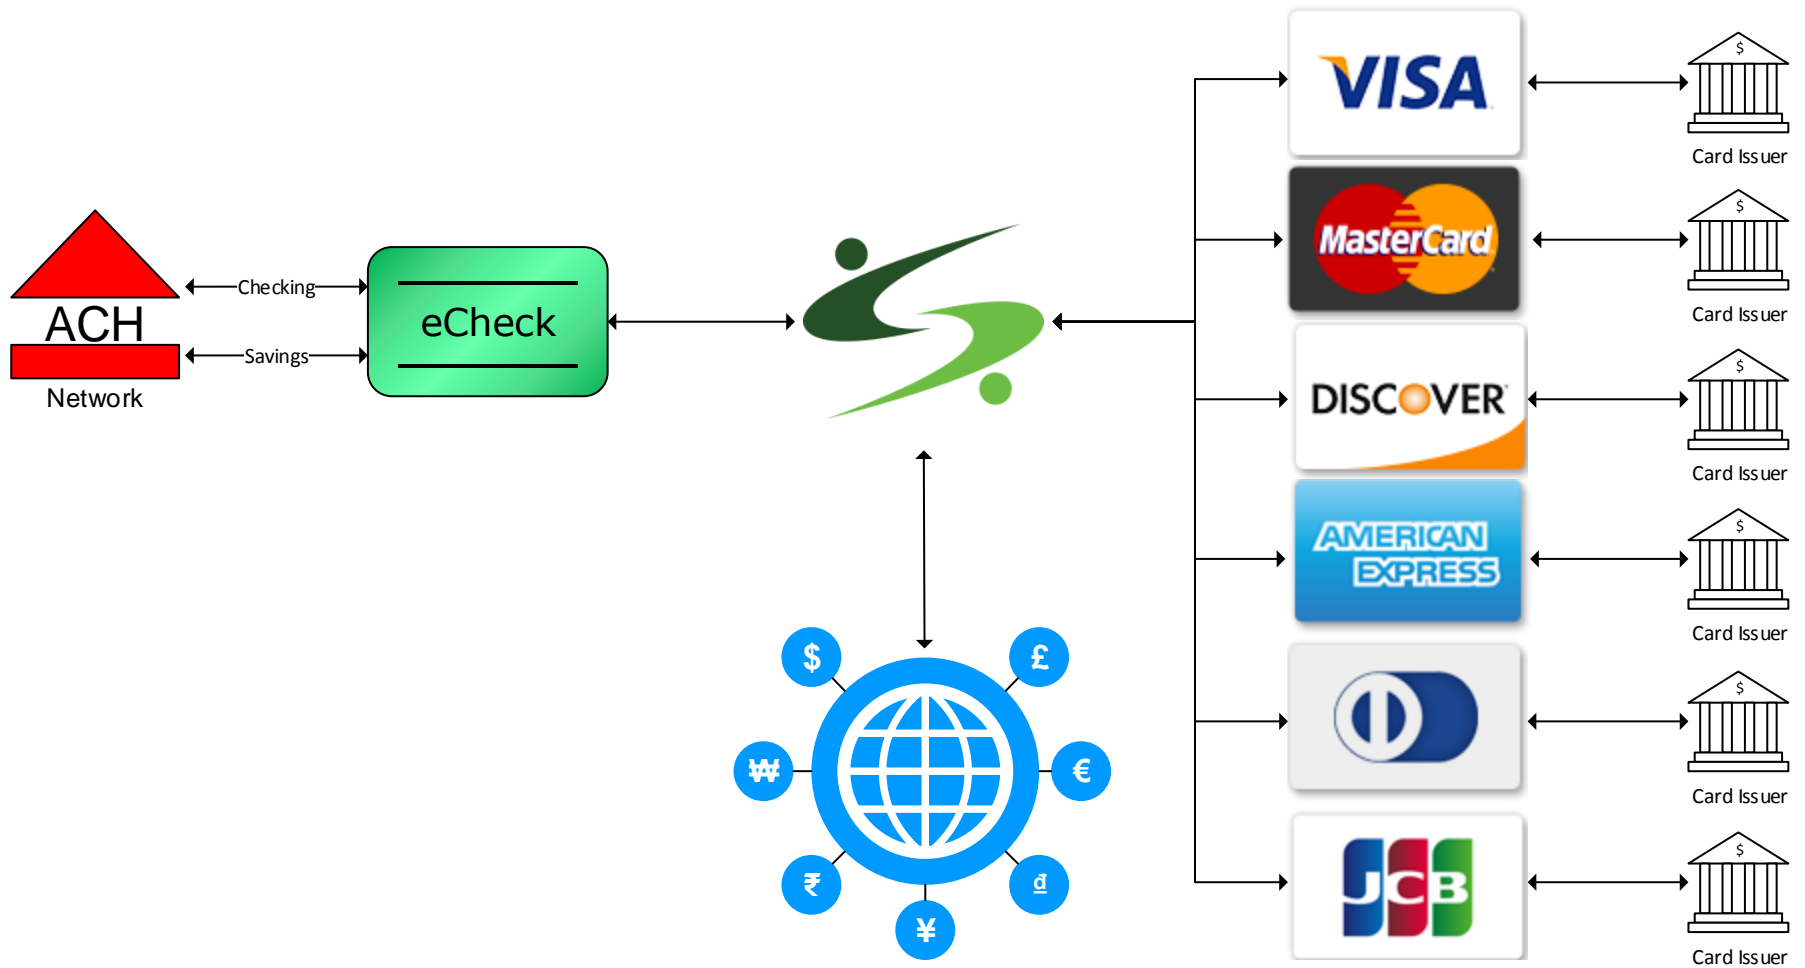 ACH
Network
Checking
Savings
eCheck
$
£
₩
€
₹
₫
¥
VISA
$
Card Issuer
MasterCard
$
Card Issuer
DISCOVER
$
Card Issuer
AMERICAN
EXPRESS
$
Card Issuer
$
Card Issuer
JCB
$
Card Issuer